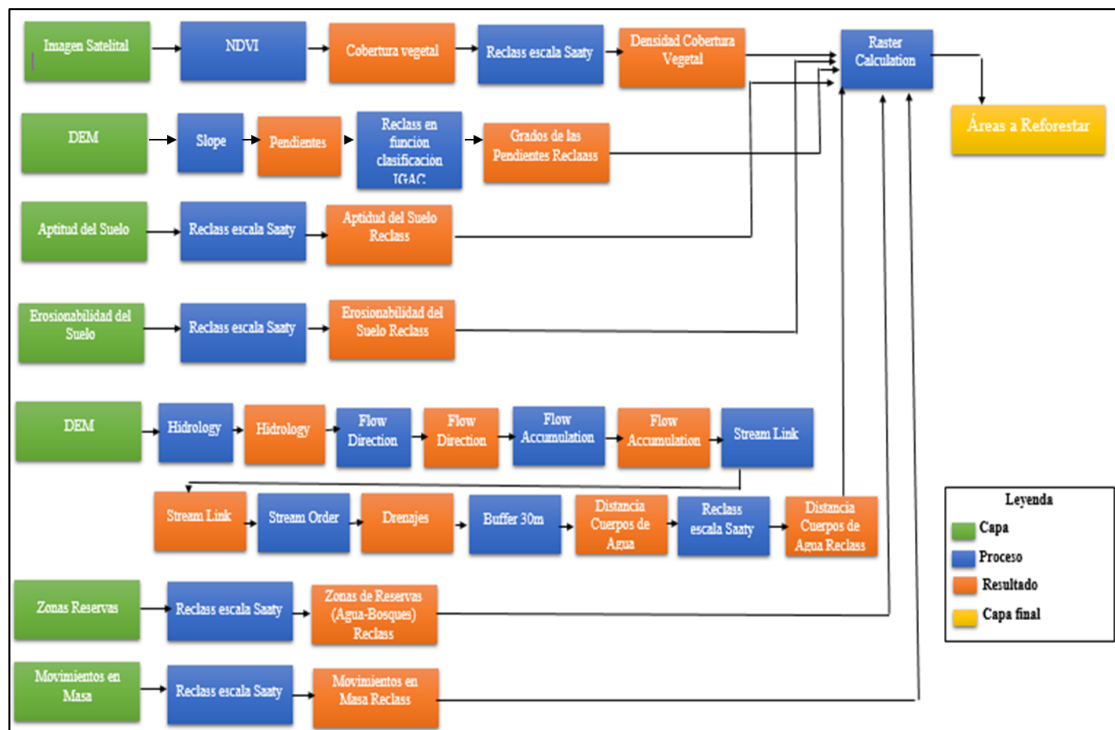 Imagen Satelital
NDVI
Cobertura vegetal
Reclass escala Saaty
Densidad Cobertura
Vegetal
Raster
Calculation
Áreas a Reforestar
DEM
Slope
Pendientes
Reclass en
función
clasificación
IGAC
Grados de las
Pendientes Reclaass
Aptitud del Suelo
Reclass escala Saaty
Aptidud del Suelo
Reclass
Erosionabilidad del
Suelo
Reclass escala Saaty
Erosionabilidad del
Suelo Reclass
DEM
Hidrology
Hidrology
Flow
Direction
Flow
Direction
Flow
Accumulation
Flow
Accumulation
Stream Link
Stream Link
Stream Order
Drenajes
Buffer 30m
Distancia
Cuerpos de
Agua
Reclass
escala Saaty
Distancia
Cuerpos de
Agua Reclass
Zonas Reservas
Reclass escala Saaty
Zonas de Reservas
(Agua-Bosques)
Reclass
Movimientos en
Masa
Reclass escala Saaty
Movimientos en
Masa Reclass
Leyenda
Capa
Proceso
Resultado
Capa final